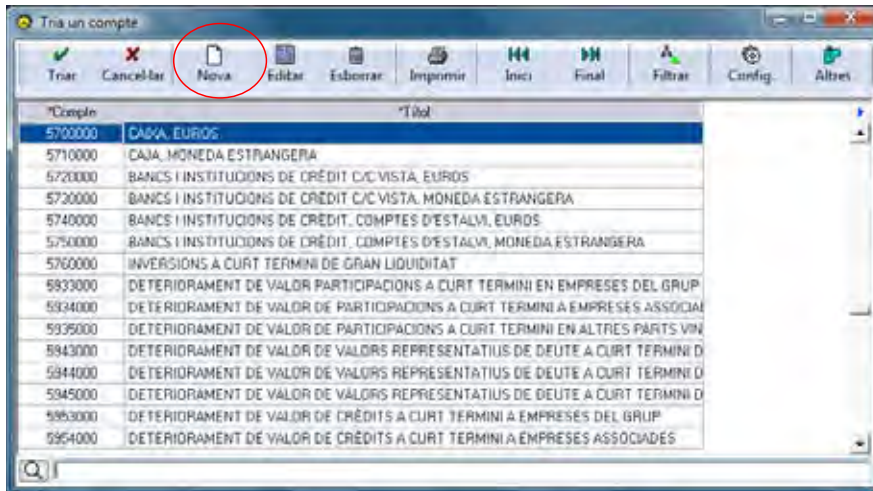 Tria un compte
Triar Cancel·lar Nova Editar Esborrar Imprimir Inici Final Filtrar Config. Altres
*Compte *Títol
5700000 CAIXA, EUROS
5710000 CAJA, MONEDA ESTRANGERA
5720000 BANCS I INSTITUCIONS DE CRÈDIT C/C VISTA, EUROS
5730000 BANCS I INSTITUCIONS DE CRÈDIT C/C VISTA, MONEDA ESTRANGERA
5740000 BANCS I INSTITUCIONS DE CRÈDIT, COMPTES D'ESTALVI, EUROS
5750000 BANCS I INSTITUCIONS DE CRÈDIT, COMPTES D'ESTALVI, MONEDA ESTRANGERA
5760000 INVERSIONS A CURT TERMINI DE GRAN LIQUIDITAT
5933000 DETERIORAMENT DE VALOR PARTICIPACIONS A CURT TERMINI EN EMPRESES DEL GRUP
5934000 DETERIORAMENT DE VALOR DE PARTICIPACIONS A CURT TERMINI A EMPRESES ASSOCIAI
5935000 DETERIORAMENT DE VALOR DE PARTICIPACIONS A CURT TERMINI EN ALTRES PARTS VIN
5943000 DETERIORAMENT DE VALOR DE VALORS REPRESENTATIUS DE DEUTE A CURT TERMINI D
5944000 DETERIORAMENT DE VALOR DE VALORS REPRESENTATIUS DE DEUTE A CURT TERMINI D
5945000 DETERIORAMENT DE VALOR DE VALORS REPRESENTATIUS DE DEUTE A CURT TERMINI D
5953000 DETERIORAMENT DE VALOR DE CRÈDITS A CURT TERMINI A EMPRESES DEL GRUP
5954000 DETERIORAMENT DE VALOR DE CRÈDITS A CURT TERMINI A EMPRESES ASSOCIADES